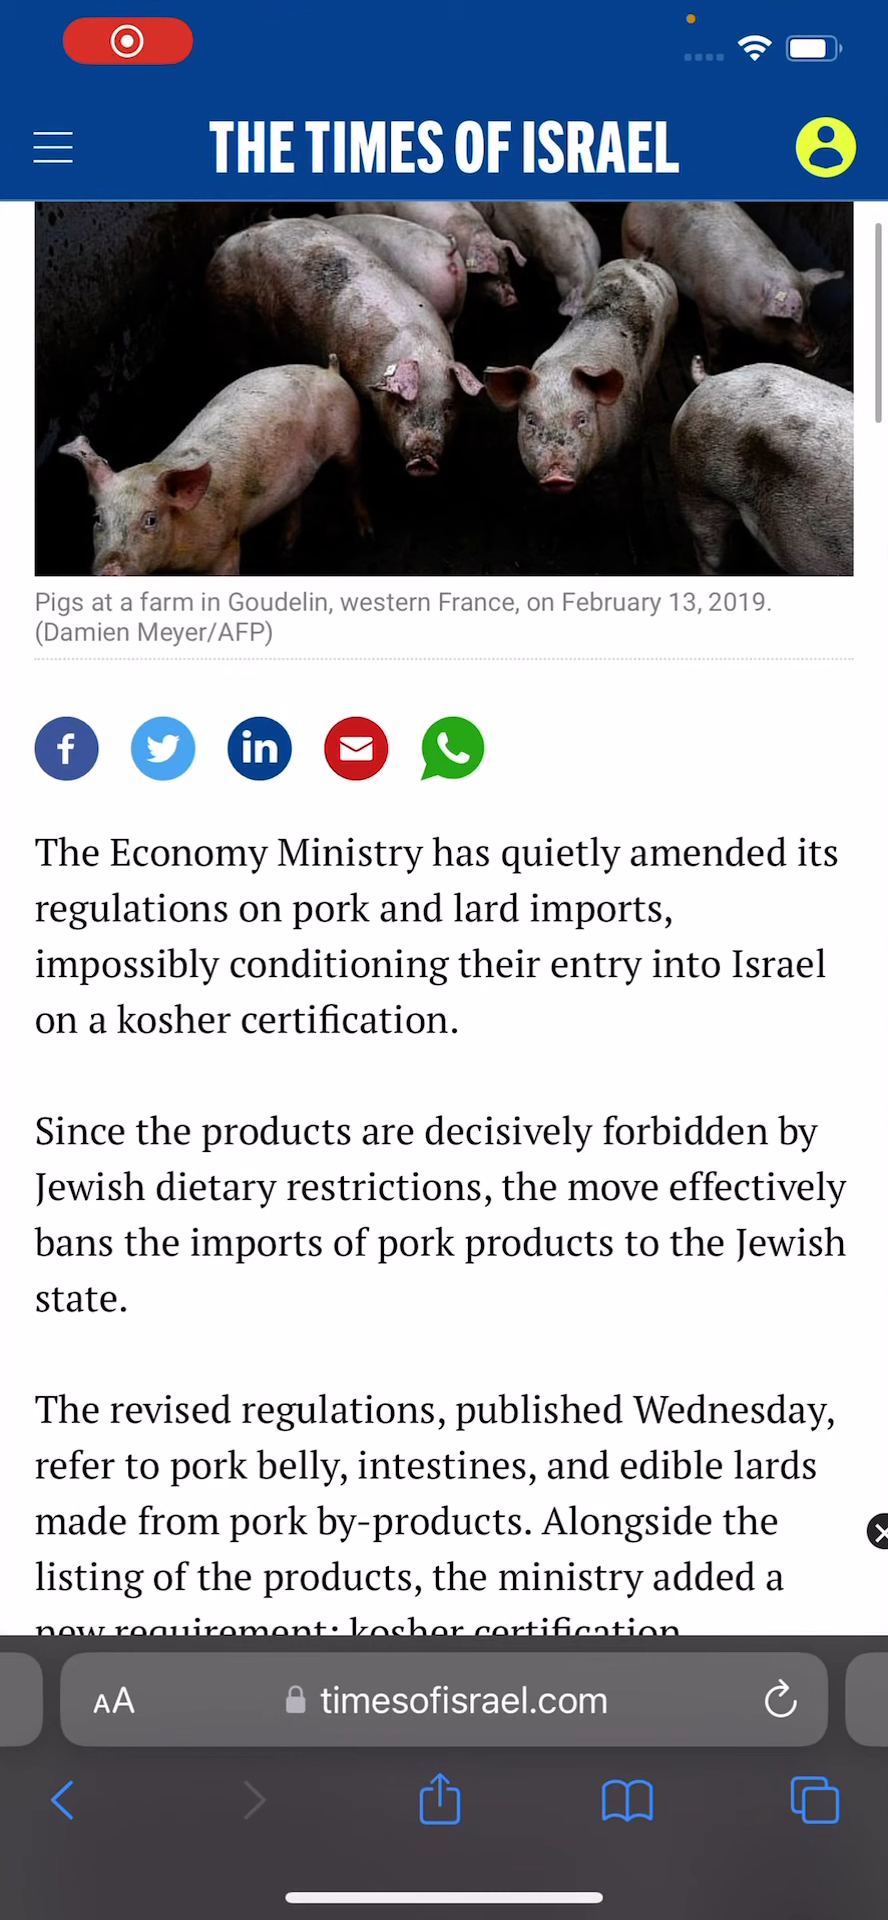 THE TIMES OF ISRAEL
Pigs at a farm in Goudelin, western France, on February 13, 2019.
(Damien Meyer/AFP)
The Economy Ministry has quietly amended its
regulations on pork and lard imports,
impossibly conditioning their entry into Israel
on a kosher certification.
Since the products are decisively forbidden by
Jewish dietary restrictions, the move effectively
bans the imports of pork products to the Jewish
state.
The revised regulations, published Wednesday,
refer to pork belly, intestines, and edible lards
made from pork by-products. Alongside the
listing of the products, the ministry added a
new requirement: kosher certification
AA timesofisrael.com